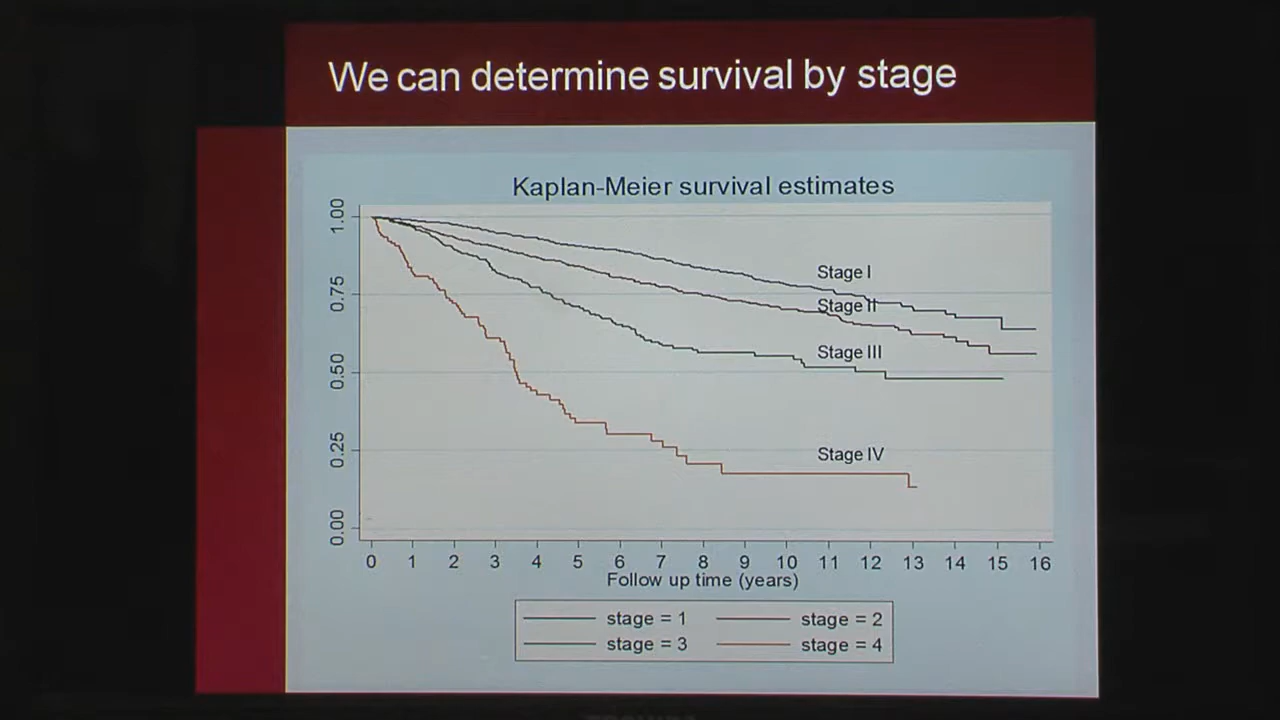 We can determine survival by stage
Kaplan-Meier survival estimates
1.00
0.75
0.50
0.25
0.00
Stage I
Stage II
Stage III
Stage IV
0 1 2 3 4 5 6 7 8 9 10 11 12 13 14 15 16
Follow up time (years)
stage = 1 stage = 2
stage = 3 stage = 4